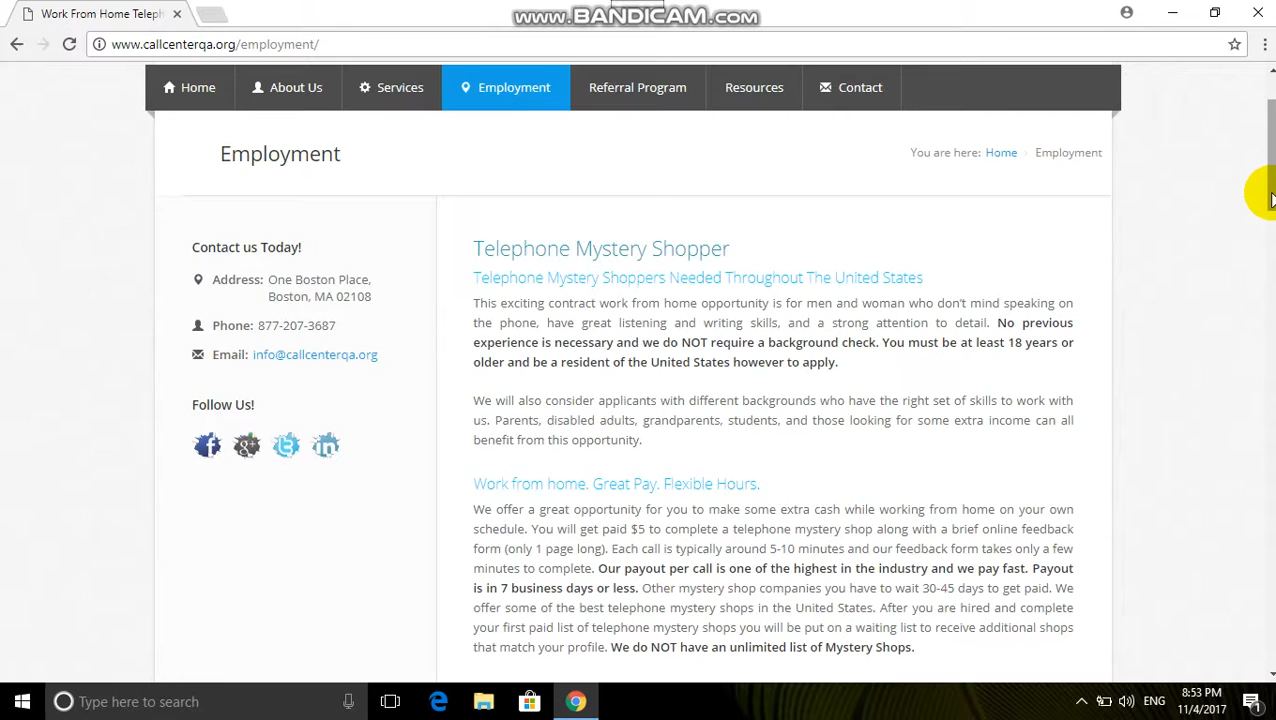 Work From Home Teleph
www.BANDICAM.com
www.callcenterqa.org/employment/
Home
About Us
Services
Employment
Referral Program
Resources
Contact
Employment
You are here: Home Employment
Contact us Today!
Address: One Boston Place,
Boston, MA 02108
Phone: 877-207-3687
Email: info@callcenterqa.org
Follow Us!
Telephone Mystery Shopper
Telephone Mystery Shoppers Needed Throughout The United States
This exciting contract work from home opportunity is for men and woman who don't mind speaking on
the phone, have great listening and writing skills, and a strong attention to detail. No previous
experience is necessary and we do NOT require a background check. You must be at least 18 years or
older and be a resident of the United States however to apply.
We will also consider applicants with different backgrounds who have the right set of skills to work with
us. Parents, disabled adults, grandparents, students, and those looking for some extra income can all
benefit from this opportunity.
Work from home. Great Pay. Flexible Hours.
We offer a great opportunity for you to make some extra cash while working from home on your own
schedule. You will get paid $5 to complete a telephone mystery shop along with a brief online feedback
form (only 1 page long). Each call is typically around 5-10 minutes and our feedback form takes only a few
minutes to complete. Our payout per call is one of the highest in the industry and we pay fast. Payout
is in 7 business days or less. Other mystery shop companies you have to wait 30-45 days to get paid. We
offer some of the best telephone mystery shops in the United States. After you are hired and complete
your first paid list of telephone mystery shops you will be put on a waiting list to receive additional shops
that match your profile. We do NOT have an unlimited list of Mystery Shops.
Type here to search
ENG
8:53 PM
11/4/2017
1